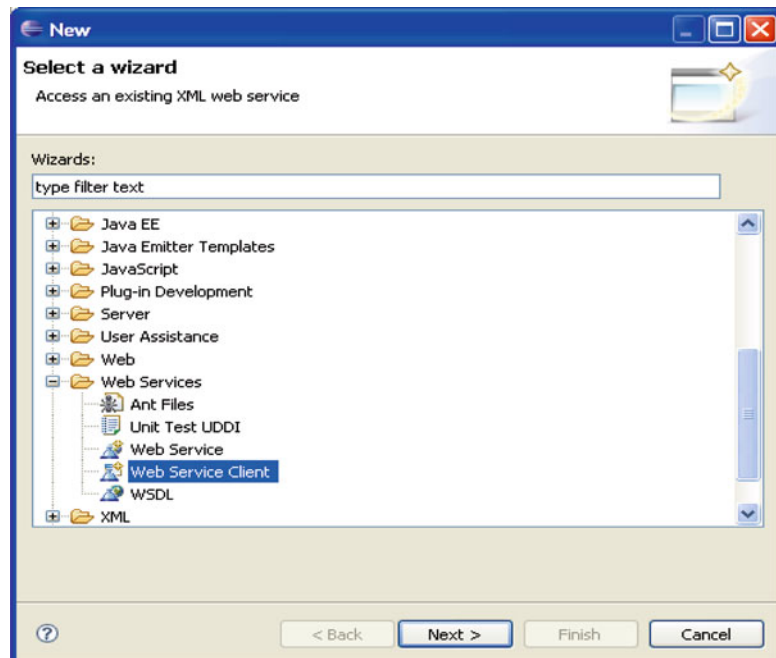 New
Select a wizard
Access an existing XML web service
Wizards:
type filter text
Java EE
Java Emitter Templates
JavaScript
Plug-in Development
Server
User Assistance
Web
Web Services
Ant Files
Unit Test UDDI
Web Service
Web Service Client
WSDL
XML
?
< Back
Next >
Finish
Cancel